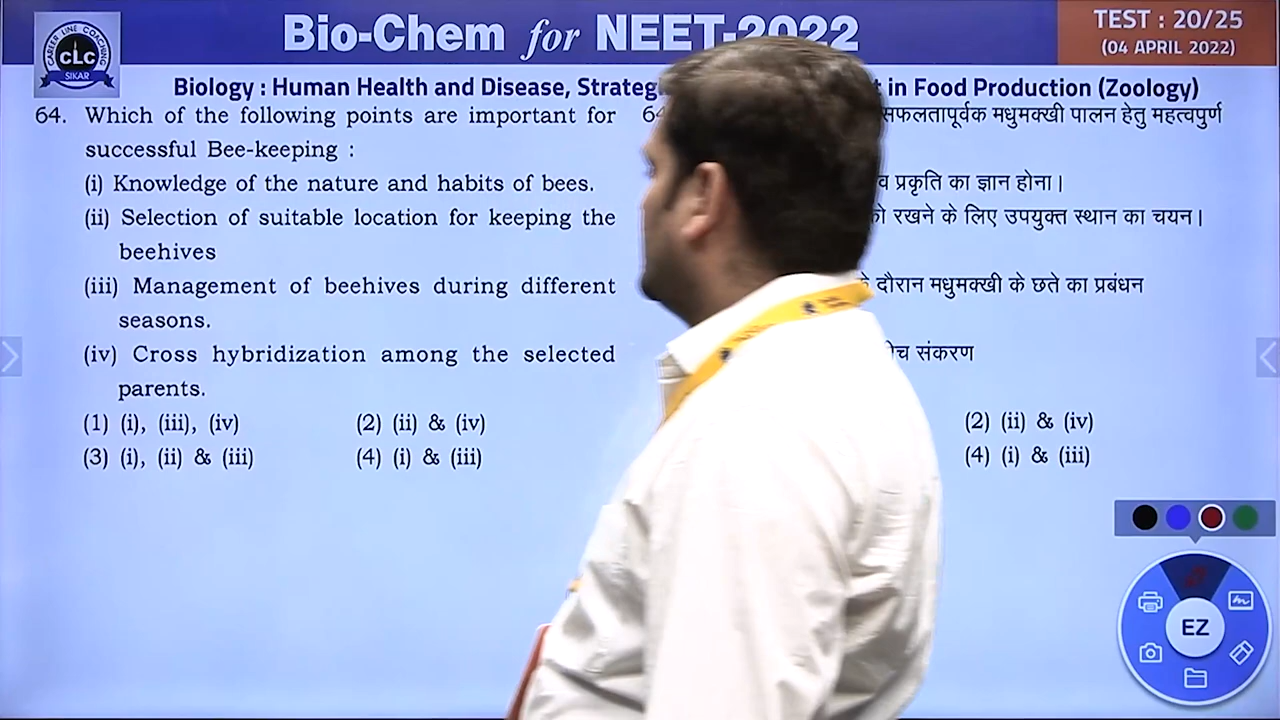 Bio-Chem for NEET-2022
TEST : 20/25
(04 APRIL 2022)
CAREER LINE COACHING
CLC
SIKAR
Biology : Human Health and Disease, Strateg t in Food Production (Zoology)
64. Which of the following points are important for
successful Bee-keeping :
(i) Knowledge of the nature and habits of bees.
(ii) Selection of suitable location for keeping the
beehives
(iii) Management of beehives during different
seasons.
(iv) Cross hybridization among the selected
parents.
(1) (i), (iii), (iv) (2) (ii) & (iv)
(3) (i), (ii) & (iii) (4) (i) & (iii)
सफलतापूर्वक मधुमक्खी पालन हेतु महत्वपुर्ण
व प्रकृति का ज्ञान होना।
को रखने के लिए उपयुक्त स्थान का चयन।
के दौरान मधुमक्खी के छते का प्रबंधन
संकरण
(2) (ii) & (iv)
(4) (i) & (iii)
EZ